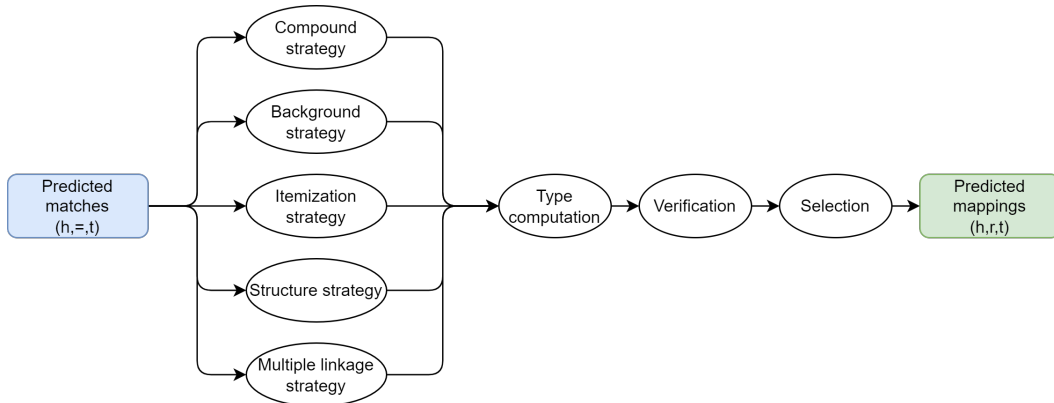 Compound
strategy
Background
strategy
Predicted
matches
(h,=,t)
Itemization
strategy
Type
computation
Verification
Selection
Predicted
mappings
(h,r,t)
Structure strategy
Multiple linkage
strategy